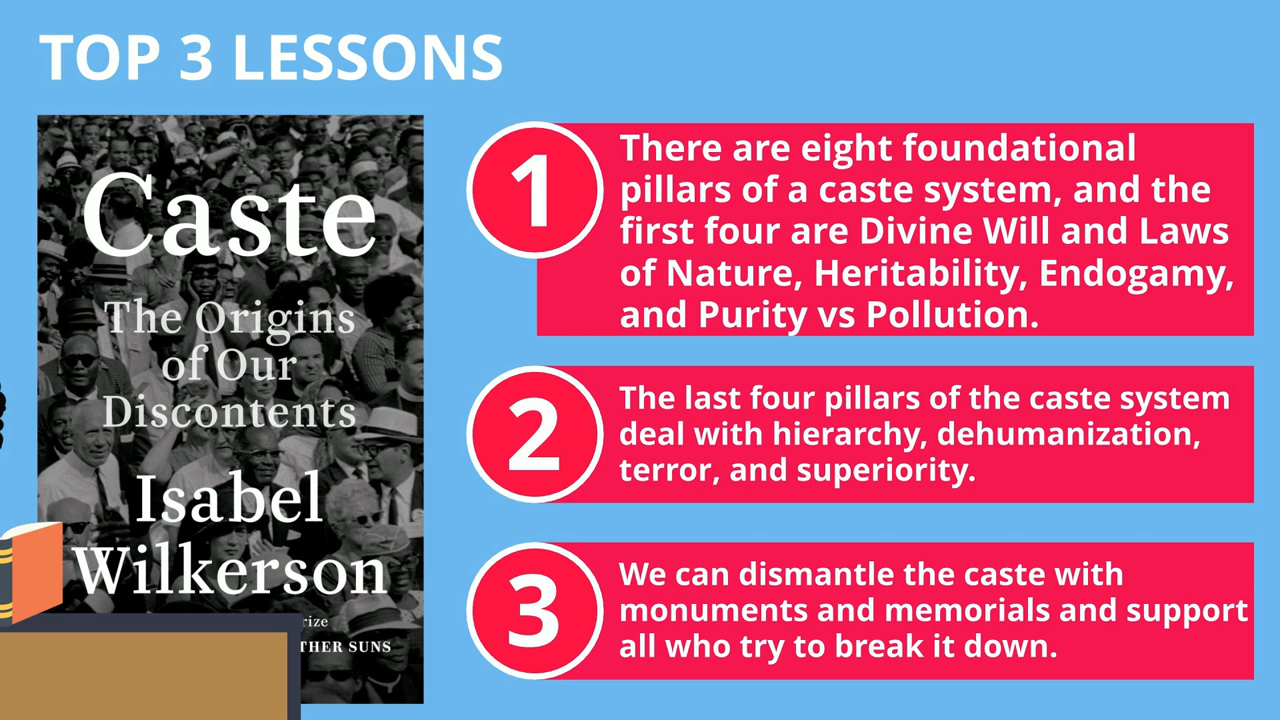 TOP 3 LESSONS
Caste
The Origins
of Our
Discontents
Isabel
Wilkerson
THER SUNS
1
There are eight foundational
pillars of a caste system, and the
first four are Divine Will and Laws
of Nature, Heritability, Endogamy,
and Purity vs Pollution.
2
The last four pillars of the caste system
deal with hierarchy, dehumanization,
terror, and superiority.
3
We can dismantle the caste with
monuments and memorials and support
all who try to break it down.